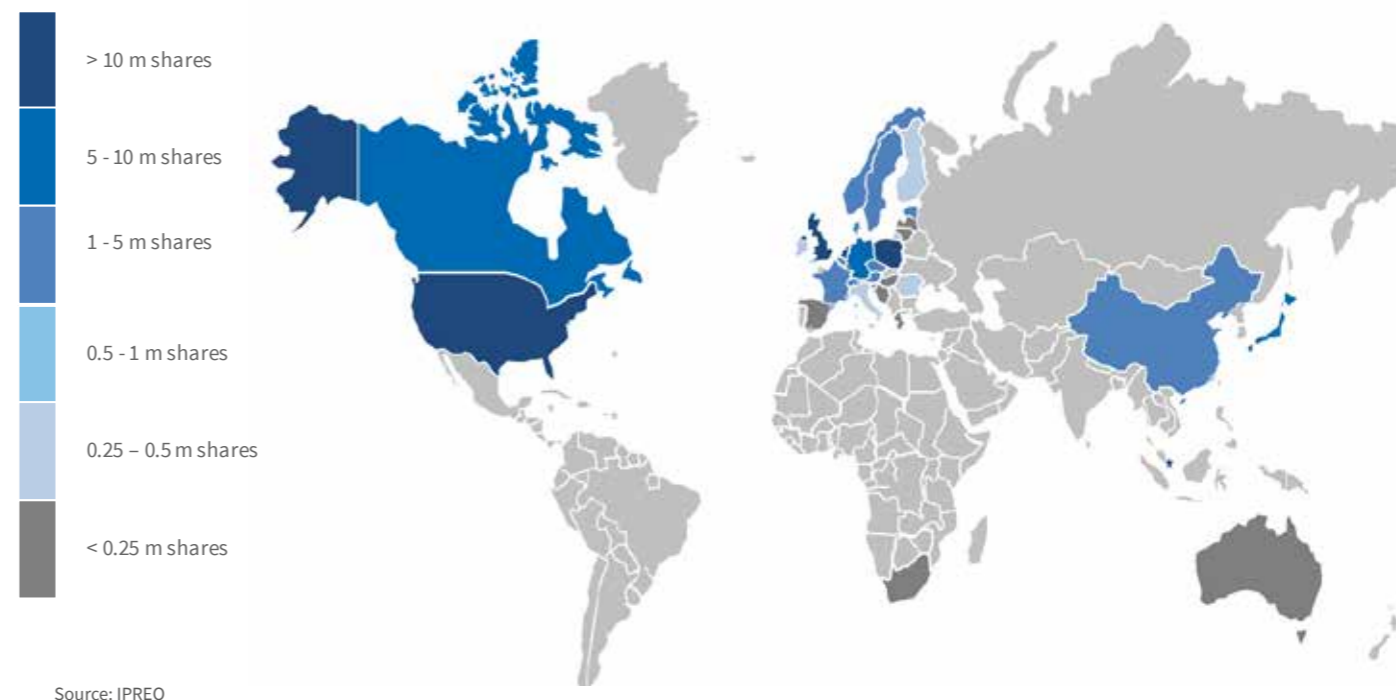 > 10 m shares
5 - 10 m shares
1 - 5 m shares
0.5 - 1 m shares
0.25 – 0.5 m shares
< 0.25 m shares
Source: IPREO